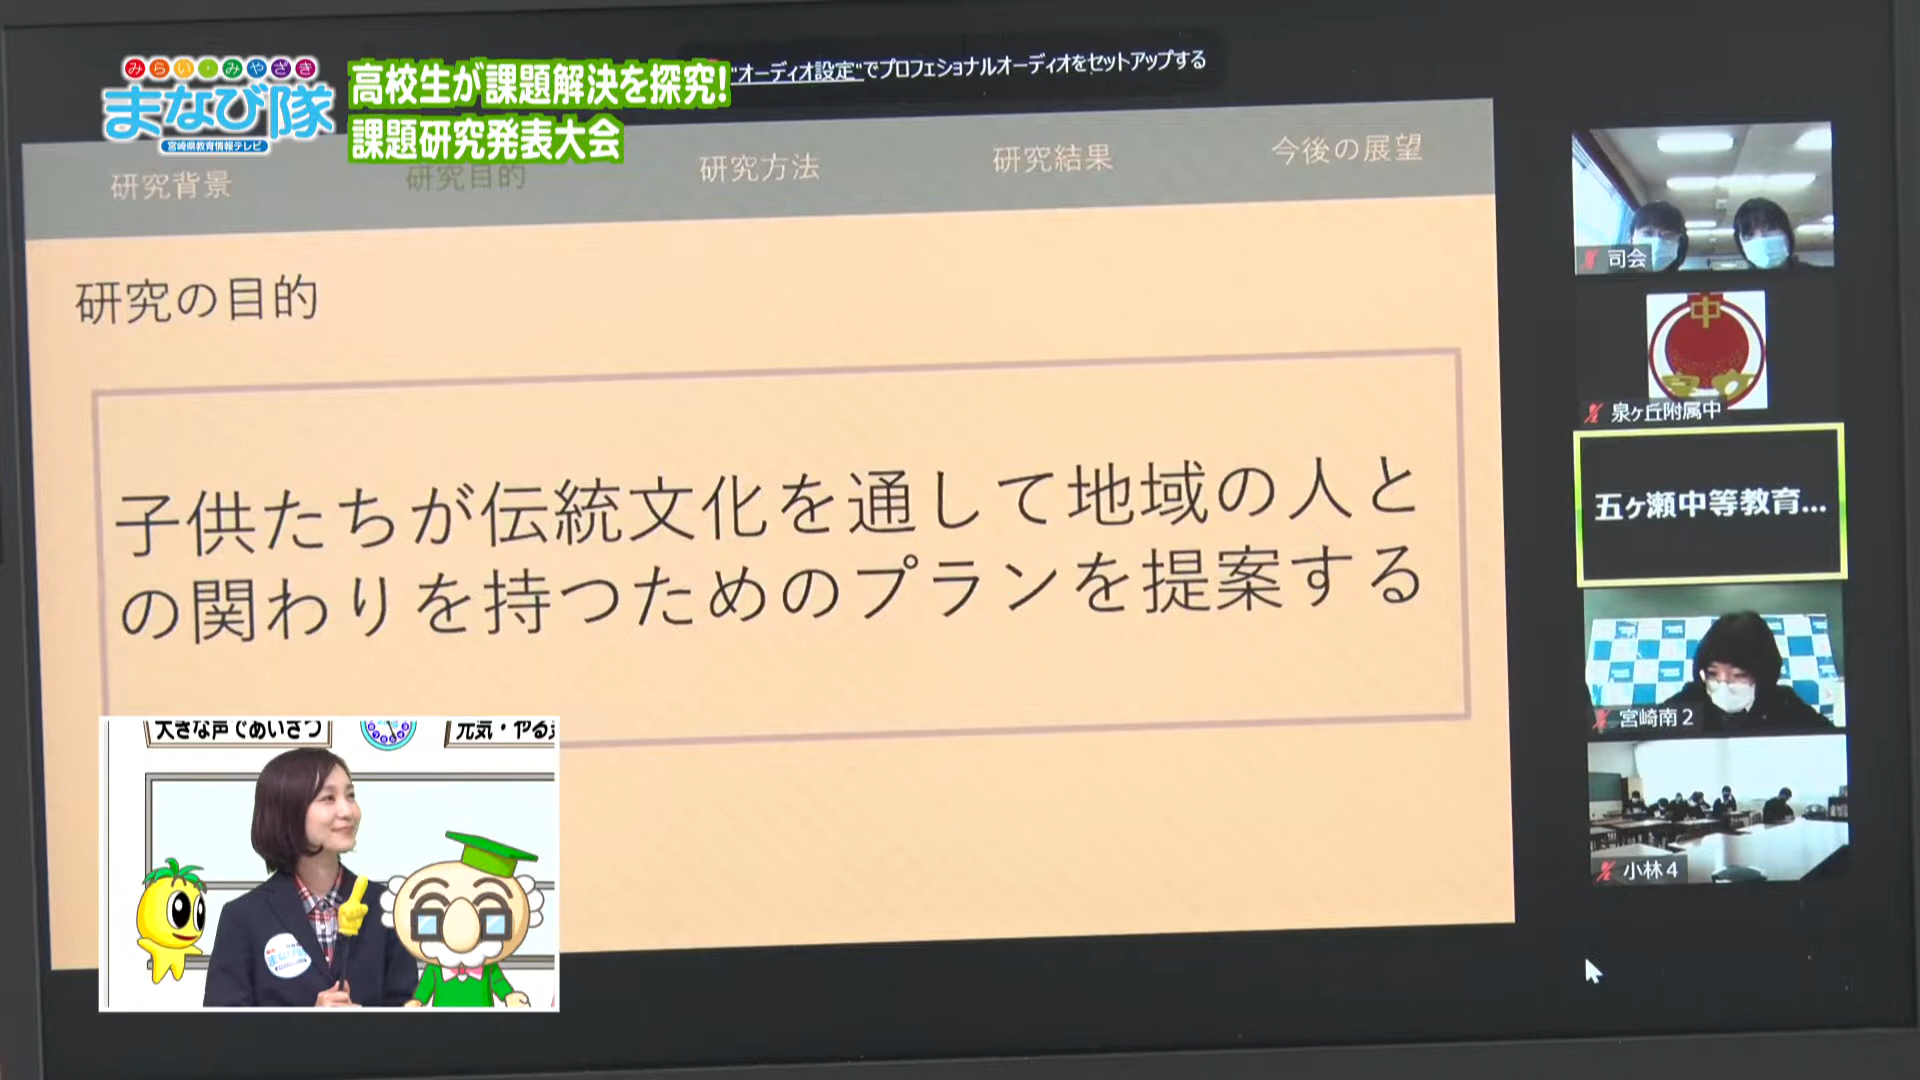 みらい・みやざき
まなび隊
宮崎県教育情報テレビ
高校生が課題解決を探究!
課題研究発表大会
"オーディオ設定"でプロフェショナルオーディオをセットアップする
研究背景
研究目的
研究方法
研究結果
今後の展望
研究の目的
子供たちが伝統文化を通して地域の人と
の関わりを持つためのプランを提案する
司会
中
泉ヶ丘附属中
五ヶ瀬中等教育...
宮崎南2
小林4
大きな声であいさつ
元気・やる
まなび隊